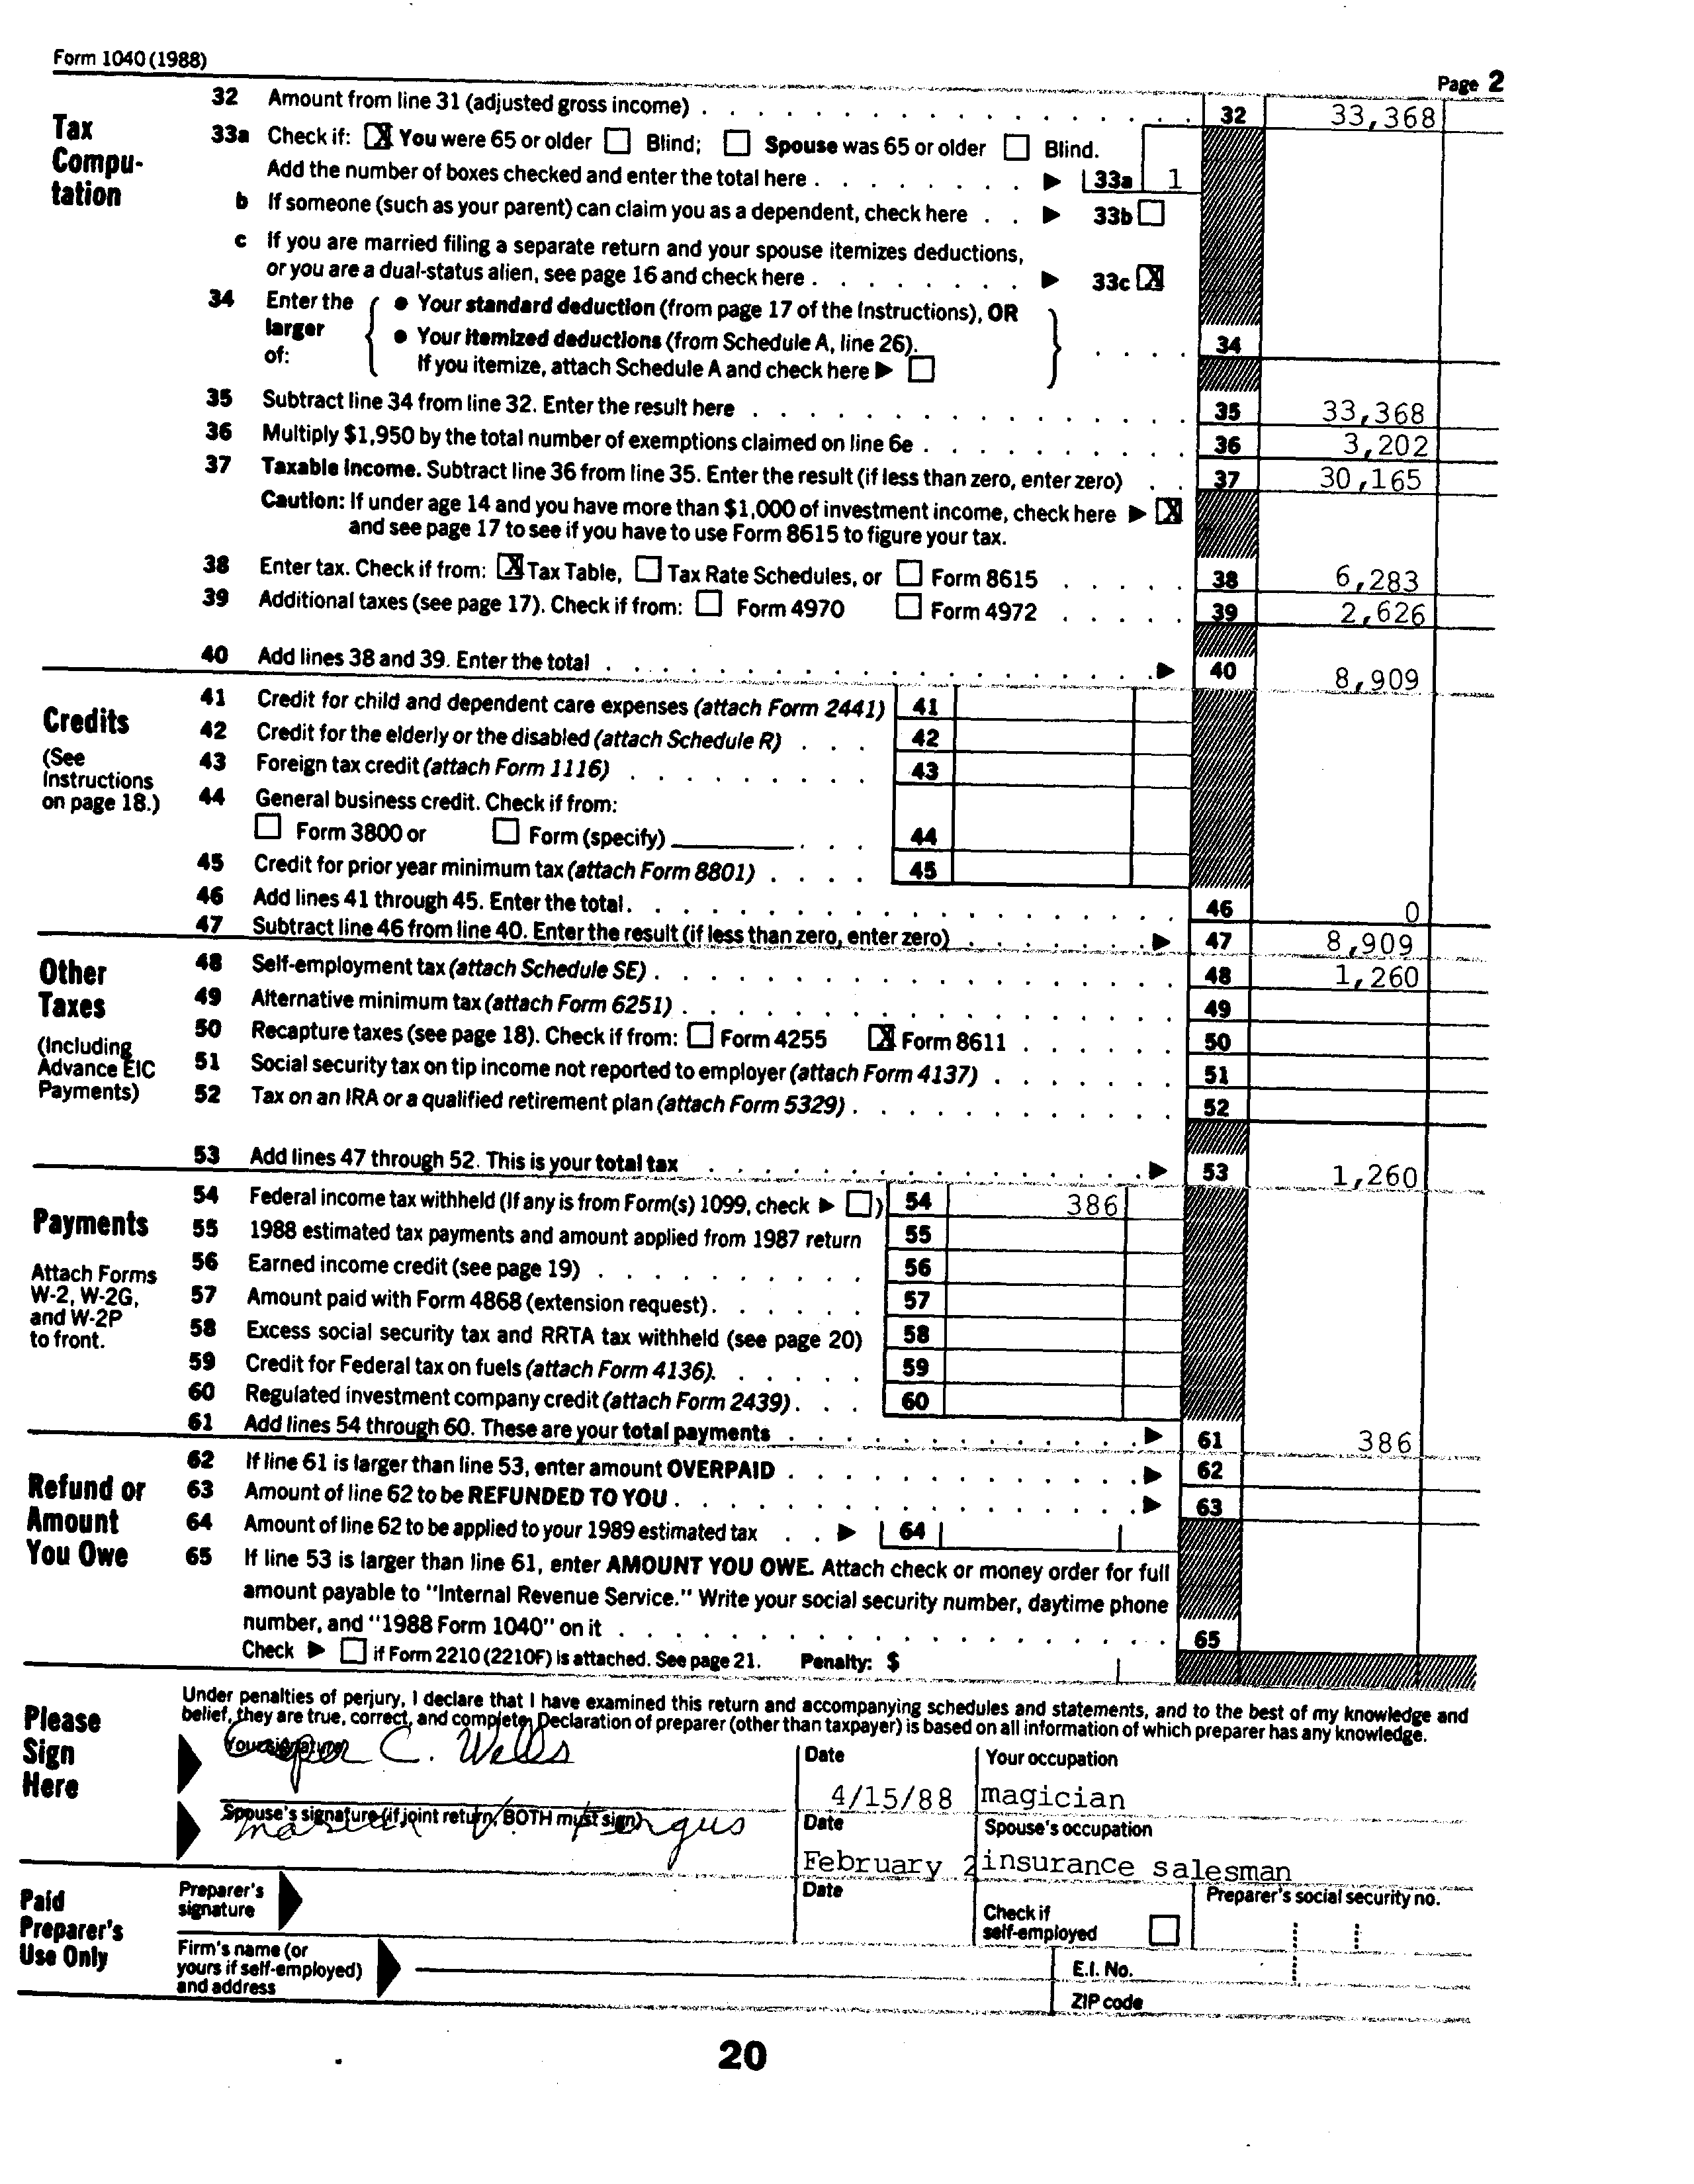 Form 1040 (1988)
Page 2
Tax Compu-tation
32 Amount from line 31 (adjusted gross income) . . . 32 33,368
33a Check if: [X] You were 65 or older [ ] Blind; [ ] Spouse was 65 or older [ ] Blind.
Add the number of boxes checked and enter the total here . . . ▶ 33a 1
b If someone (such as your parent) can claim you as a dependent, check here . . ▶ 33b [ ]
c If you are married filing a separate return and your spouse itemizes deductions,
or you are a dual-status alien, see page 16 and check here . . . ▶ 33c [X]
34 Enter the larger of: { ● Your standard deduction (from page 17 of the Instructions), OR
● Your itemized deductions (from Schedule A, line 26). } . . . . 34
If you itemize, attach Schedule A and check here ▶ [ ]
35 Subtract line 34 from line 32. Enter the result here . . . 35 33,368
36 Multiply $1,950 by the total number of exemptions claimed on line 6e . . . 36 3,202
37 Taxable income. Subtract line 36 from line 35. Enter the result (if less than zero, enter zero) . . 37 30,165
Caution: If under age 14 and you have more than $1,000 of investment income, check here ▶ [X]
and see page 17 to see if you have to use Form 8615 to figure your tax.
38 Enter tax. Check if from: [X] Tax Table, [ ] Tax Rate Schedules, or [ ] Form 8615 . . . 38 6,283
39 Additional taxes (see page 17). Check if from: [ ] Form 4970 [ ] Form 4972 . . . 39 2,626
40 Add lines 38 and 39. Enter the total . . . ▶ 40 8,909
Credits
(See Instructions on page 18.)
41 Credit for child and dependent care expenses (attach Form 2441) 41
42 Credit for the elderly or the disabled (attach Schedule R) . . . 42
43 Foreign tax credit (attach Form 1116) . . . 43
44 General business credit. Check if from:
[ ] Form 3800 or [ ] Form (specify) ______ . . . 44
45 Credit for prior year minimum tax (attach Form 8801) . . . . 45
46 Add lines 41 through 45. Enter the total . . . 46 0
47 Subtract line 46 from line 40. Enter the result (if less than zero, enter zero) . . . ▶ 47 8,909
Other Taxes
(Including Advance EIC Payments)
48 Self-employment tax (attach Schedule SE) . . . 48 1,260
49 Alternative minimum tax (attach Form 6251) . . . 49
50 Recapture taxes (see page 18). Check if from: [ ] Form 4255 [X] Form 8611 . . . 50
51 Social security tax on tip income not reported to employer (attach Form 4137) . . . 51
52 Tax on an IRA or a qualified retirement plan (attach Form 5329) . . . 52
53 Add lines 47 through 52. This is your total tax . . . ▶ 53 1,260
Payments
Attach Forms W-2, W-2G, and W-2P to front.
54 Federal income tax withheld (If any is from Form(s) 1099, check ▶ [ ]) 54 386
55 1988 estimated tax payments and amount applied from 1987 return 55
56 Earned income credit (see page 19) . . . 56
57 Amount paid with Form 4868 (extension request) . . . 57
58 Excess social security tax and RRTA tax withheld (see page 20) 58
59 Credit for Federal tax on fuels (attach Form 4136). . . . 59
60 Regulated investment company credit (attach Form 2439) . . . 60
61 Add lines 54 through 60. These are your total payments . . . ▶ 61 386
Refund or Amount You Owe
62 If line 61 is larger than line 53, enter amount OVERPAID . . . ▶ 62
63 Amount of line 62 to be REFUNDED TO YOU . . . ▶ 63
64 Amount of line 62 to be applied to your 1989 estimated tax . . ▶ 64
65 If line 53 is larger than line 61, enter AMOUNT YOU OWE. Attach check or money order for full
amount payable to "Internal Revenue Service." Write your social security number, daytime phone
number, and "1988 Form 1040" on it . . . 65
Check ▶ [ ] if Form 2210 (2210F) is attached. See page 21. Penalty: $
Please Sign Here
Under penalties of perjury, I declare that I have examined this return and accompanying schedules and statements, and to the best of my knowledge and
belief, they are true, correct, and complete. Declaration of preparer (other than taxpayer) is based on all information of which preparer has any knowledge.
Your signature
C. Wells
Date
4/15/88
Your occupation
magician
Spouse's signature (if joint return, BOTH must sign)
V. Fergus
Date
February 2
Spouse's occupation
insurance salesman
Paid Preparer's Use Only
Preparer's signature
Date
Check if self-employed [ ]
Preparer's social security no.
Firm's name (or yours if self-employed) and address
E.I. No.
ZIP code
20